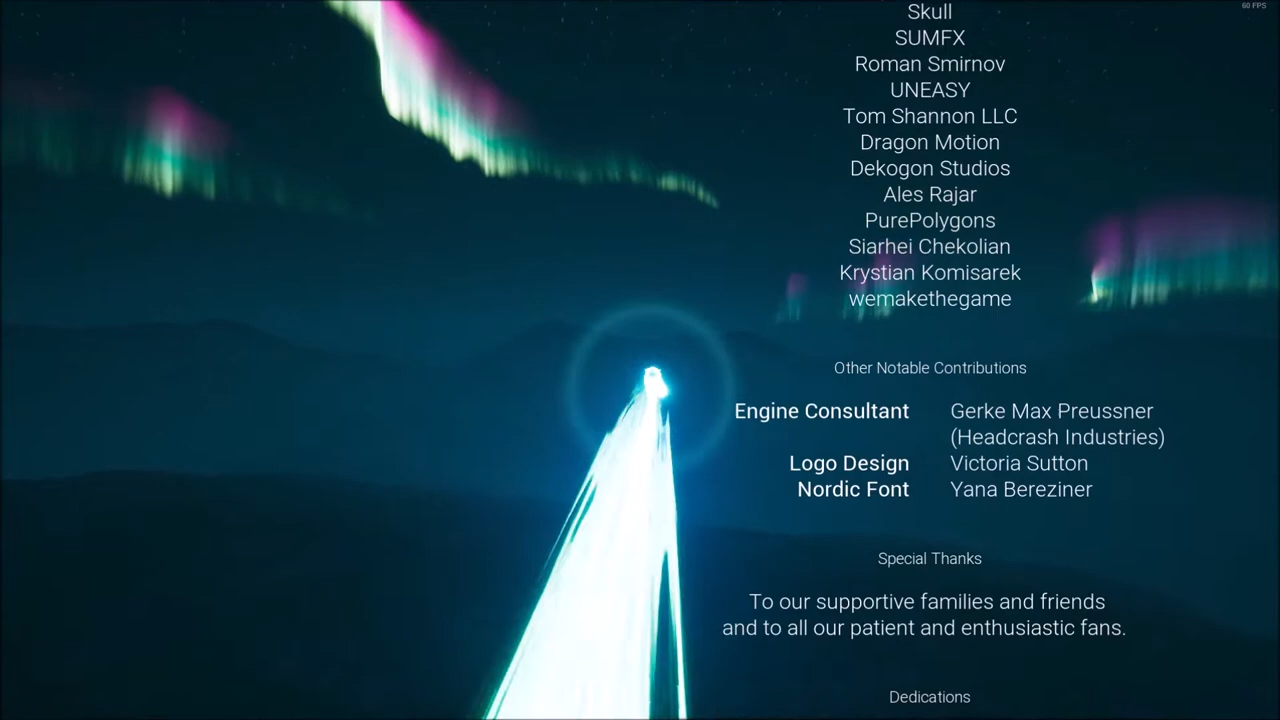 60 FPS
Skull
SUMFX
Roman Smirnov
UNEASY
Tom Shannon LLC
Dragon Motion
Dekogon Studios
Ales Rajar
PurePolygons
Siarhei Chekolian
Krystian Komisarek
wemakethegame
Other Notable Contributions
Engine Consultant Gerke Max Preussner
(Headcrash Industries)
Logo Design Victoria Sutton
Nordic Font Yana Bereziner
Special Thanks
To our supportive families and friends
and to all our patient and enthusiastic fans.
Dedications